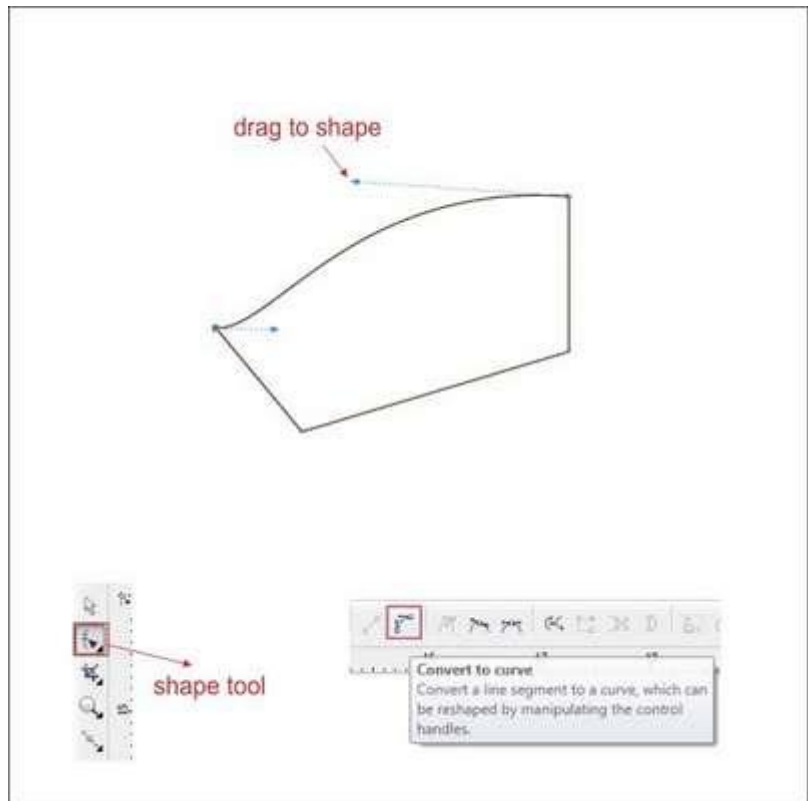 drag to shape
shape tool
Convert to curve
Convert a line segment to a curve, which can
be reshaped by manipulating the control
handles.